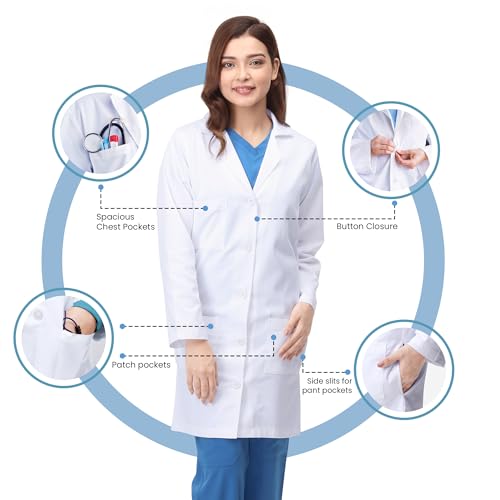 Spacious
Chest Pockets
Button Closure
Patch pockets
Side slits for
pant pockets